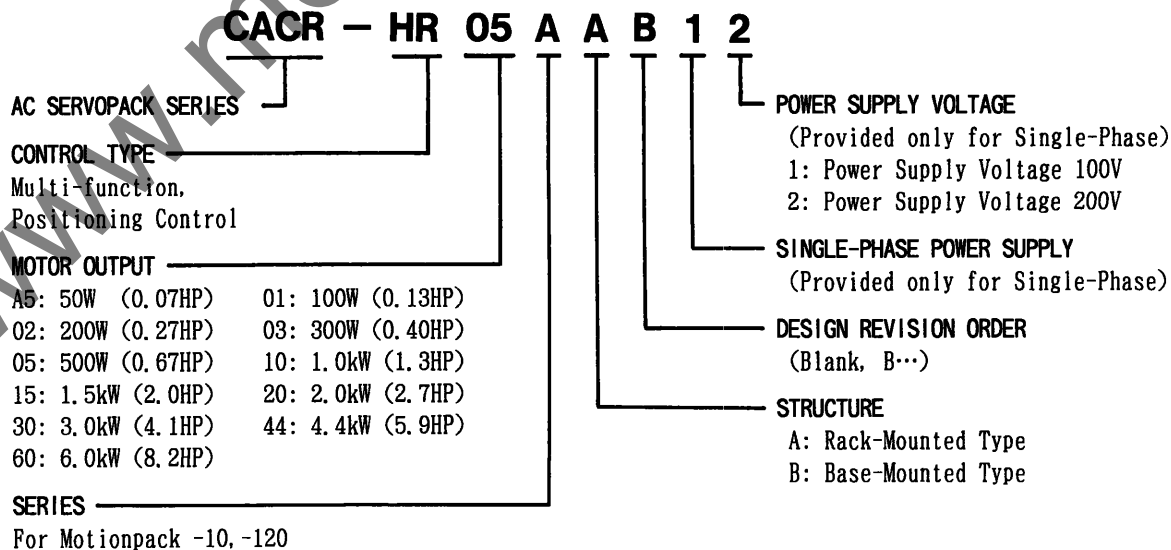 CACR - HR 05 A A B 1 2
AC SERVOPACK SERIES
CONTROL TYPE
Multi-function,
Positioning Control
MOTOR OUTPUT
A5: 50W (0.07HP) 01: 100W (0.13HP)
02: 200W (0.27HP) 03: 300W (0.40HP)
05: 500W (0.67HP) 10: 1.0kW (1.3HP)
15: 1.5kW (2.0HP) 20: 2.0kW (2.7HP)
30: 3.0kW (4.1HP) 44: 4.4kW (5.9HP)
60: 6.0kW (8.2HP)
SERIES
For Motionpack -10, -120
POWER SUPPLY VOLTAGE
(Provided only for Single-Phase)
1: Power Supply Voltage 100V
2: Power Supply Voltage 200V
SINGLE-PHASE POWER SUPPLY
(Provided only for Single-Phase)
DESIGN REVISION ORDER
(Blank, B···)
STRUCTURE
A: Rack-Mounted Type
B: Base-Mounted Type
www.m